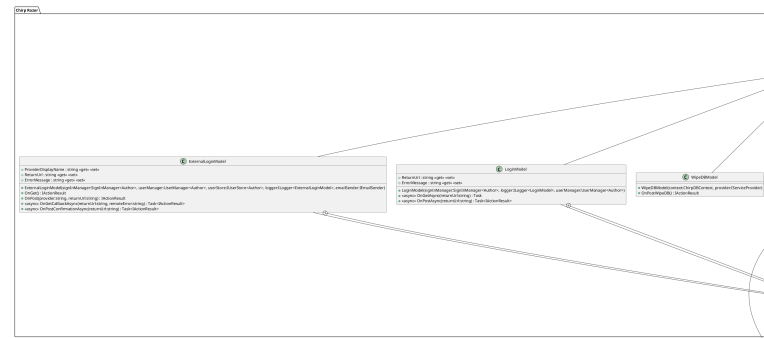 Chirp Razor
C ExternalLoginModel
ProviderDisplayName : string «get» «set»
ReturnUrl : string «get» «set»
ErrorMessage : string «get» «set»
ExternalLoginModel(signInManager:SignInManager<Author>, userManager:UserManager<Author>, userStore:IUserStore<Author>, logger:ILogger<ExternalLoginModel>, emailSender:IEmailSender)
OnGet() : IActionResult
OnPost(provider:string, returnUrl:string) : IActionResult
«async» OnGetCallbackAsync(returnUrl:string, remoteError:string) : Task<IActionResult>
«async» OnPostConfirmationAsync(returnUrl:string) : Task<IActionResult>
C LoginModel
ReturnUrl : string «get» «set»
ErrorMessage : string «get» «set»
LoginModel(signInManager:SignInManager<Author>, logger:ILogger<LoginModel>, userManager:UserManager<Author>)
«async» OnGetAsync(returnUrl:string) : Task
«async» OnPostAsync(returnUrl:string) : Task<IActionResult>
C WipeDBModel
WipeDBModel(context:ChirpDBContext, provider:IServiceProvider)
OnPostWipeDB() : IActionResult